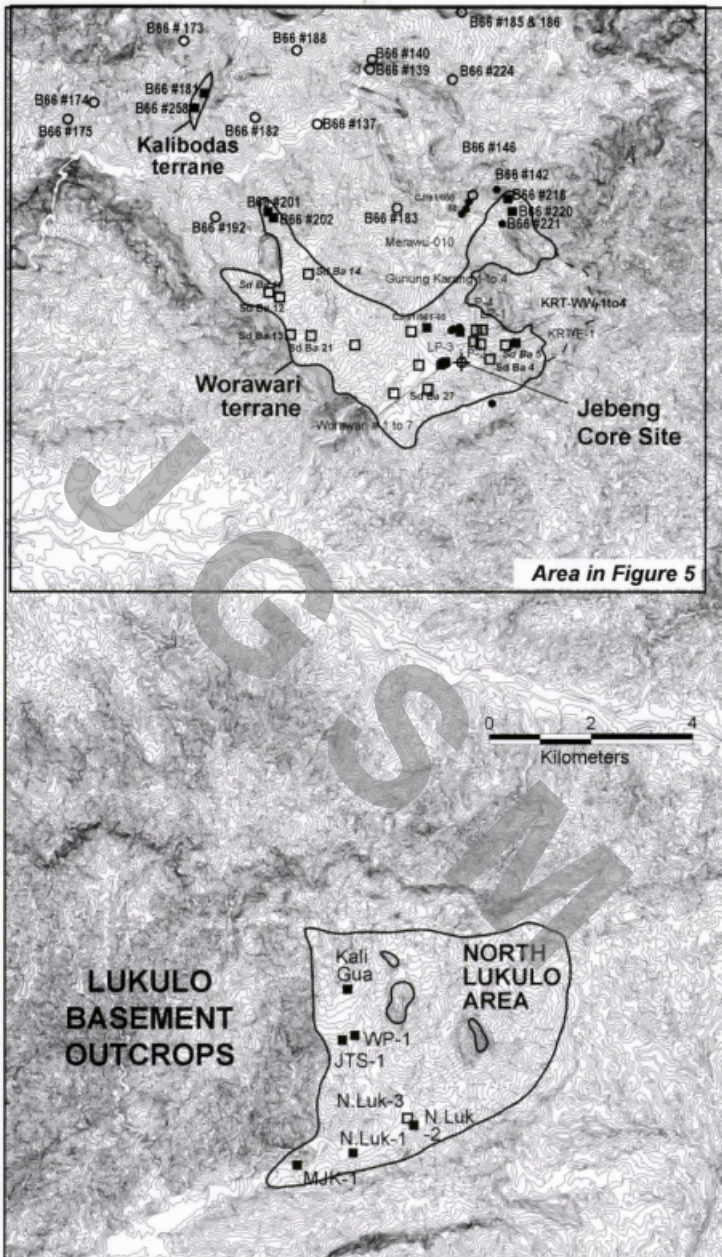 B66 #185 & 186
B66 # 173
B66 #188
B66 #140
B66 #139
B66 #224
B66 #181
B66 #174
B66 #258
B66 #175
B66 #182
B66 #137
Kalibodas
terrane
B66 #146
B66 #142
B66 #201
B66 #218
B66 #202
B66 #183
B66 #220
B66 #192
B66 #221
Merawu-010
Sd Ba 14
Gunung Karang 1 to 4
KRT-WW-1to4
Sd Ba 12
Sd Ba 13
Sd Ba 21
LP-3
Sd Ba 5
Sd Ba 4
Worawari
terrane
Sd Ba 27
Worawari # 1 to 7
Jebeng
Core Site
Area in Figure 5
JGSM
0 2 4
Kilometers
Kali
Gua
NORTH
LUKULO
AREA
LUKULO
BASEMENT
OUTCROPS
WP-1
JTS-1
N.Luk-3
N.Luk
-2
N.Luk-1
MJK-1